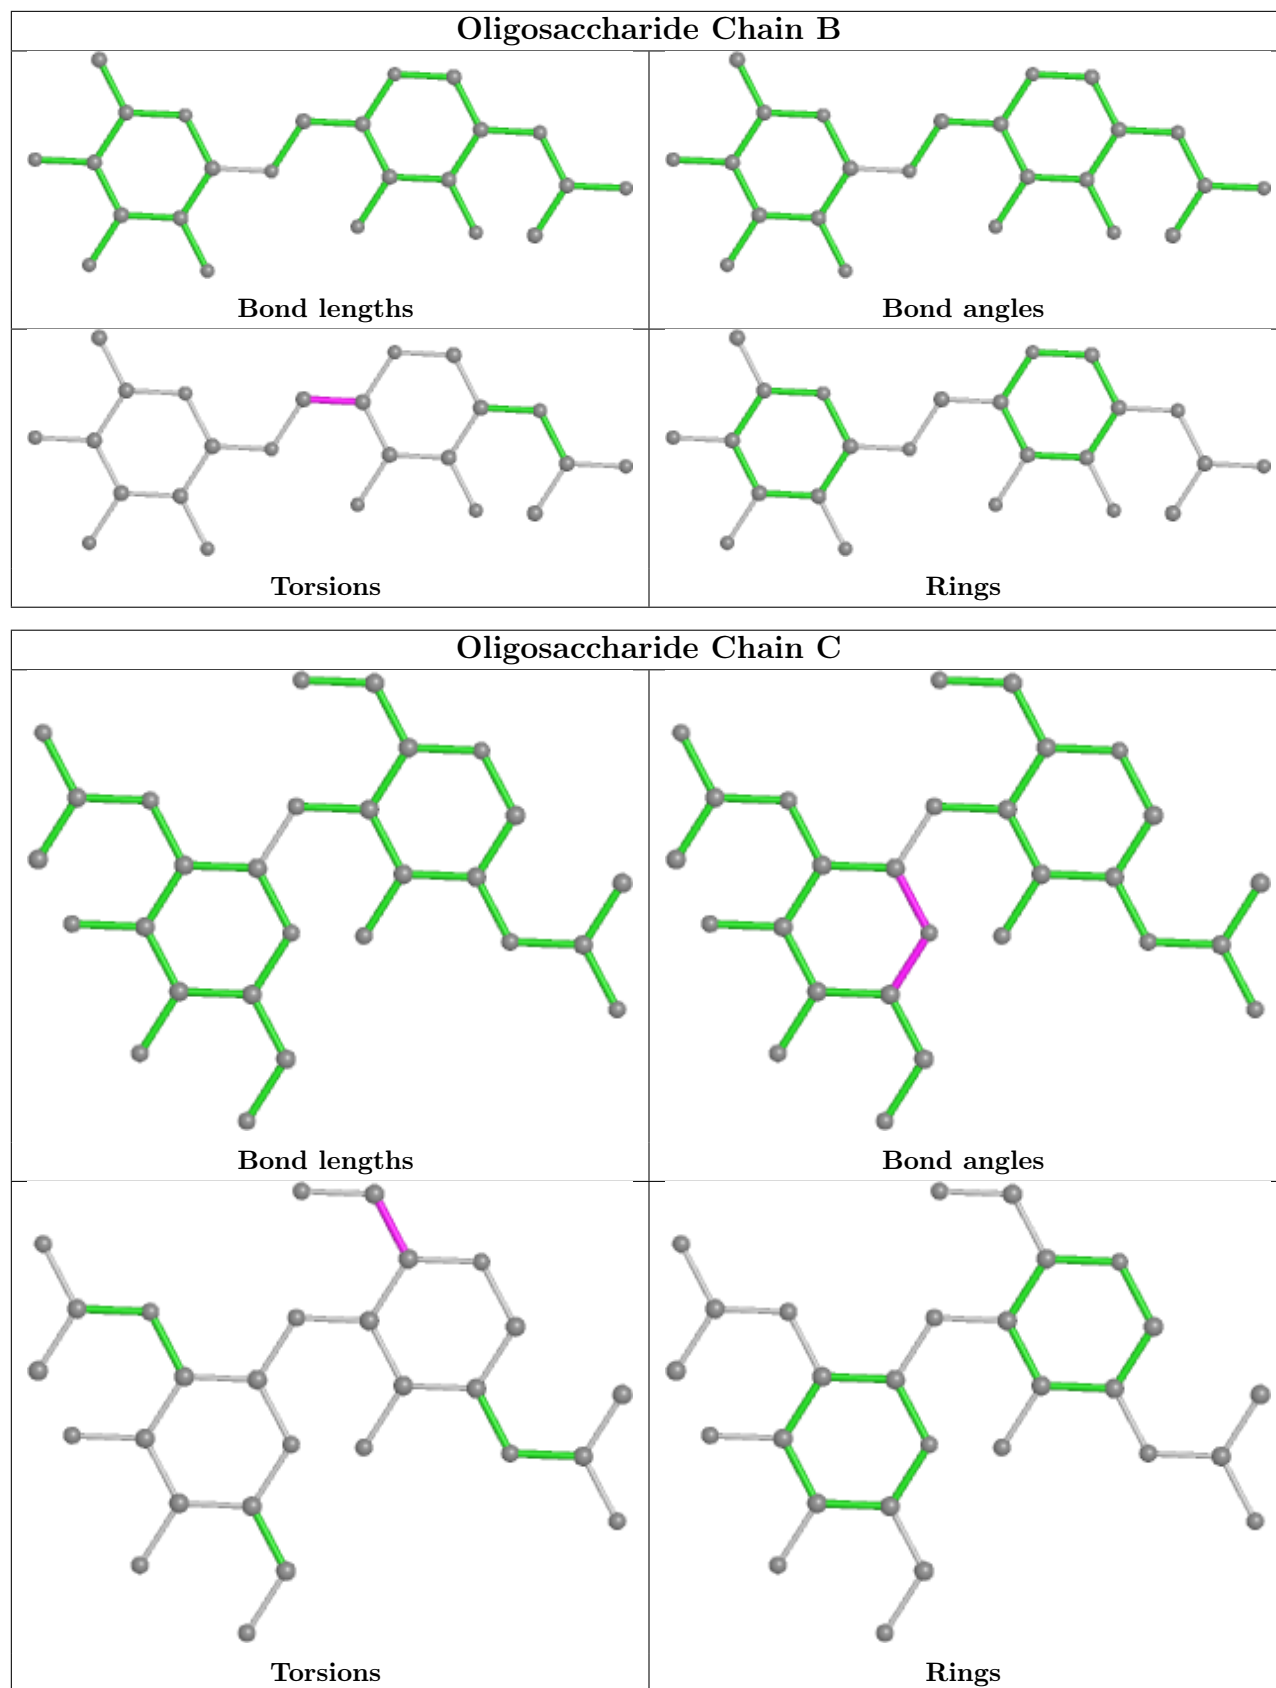 Oligosaccharide Chain B
Bond lengths
Bond angles
Torsions
Rings
Oligosaccharide Chain C
Bond lengths
Bond angles
Torsions
Rings